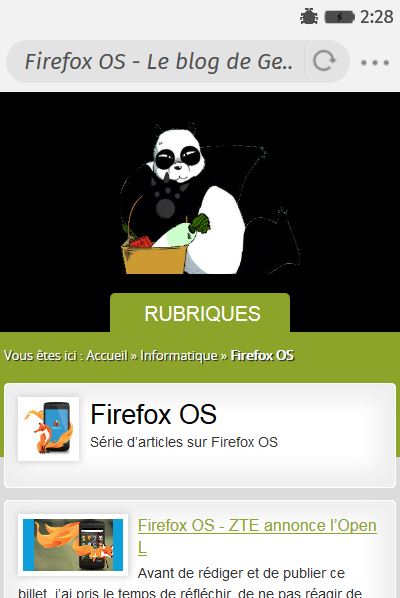 2:28
Firefox OS - Le blog de Ge..
RUBRIQUES
Vous êtes ici : Accueil » Informatique » Firefox OS
Firefox OS
Série d'articles sur Firefox OS
Firefox OS - ZTE annonce l'Open
L
Avant de rédiger et de publier ce
billet, j'ai pris le temps de réfléchir, de ne pas réagir de